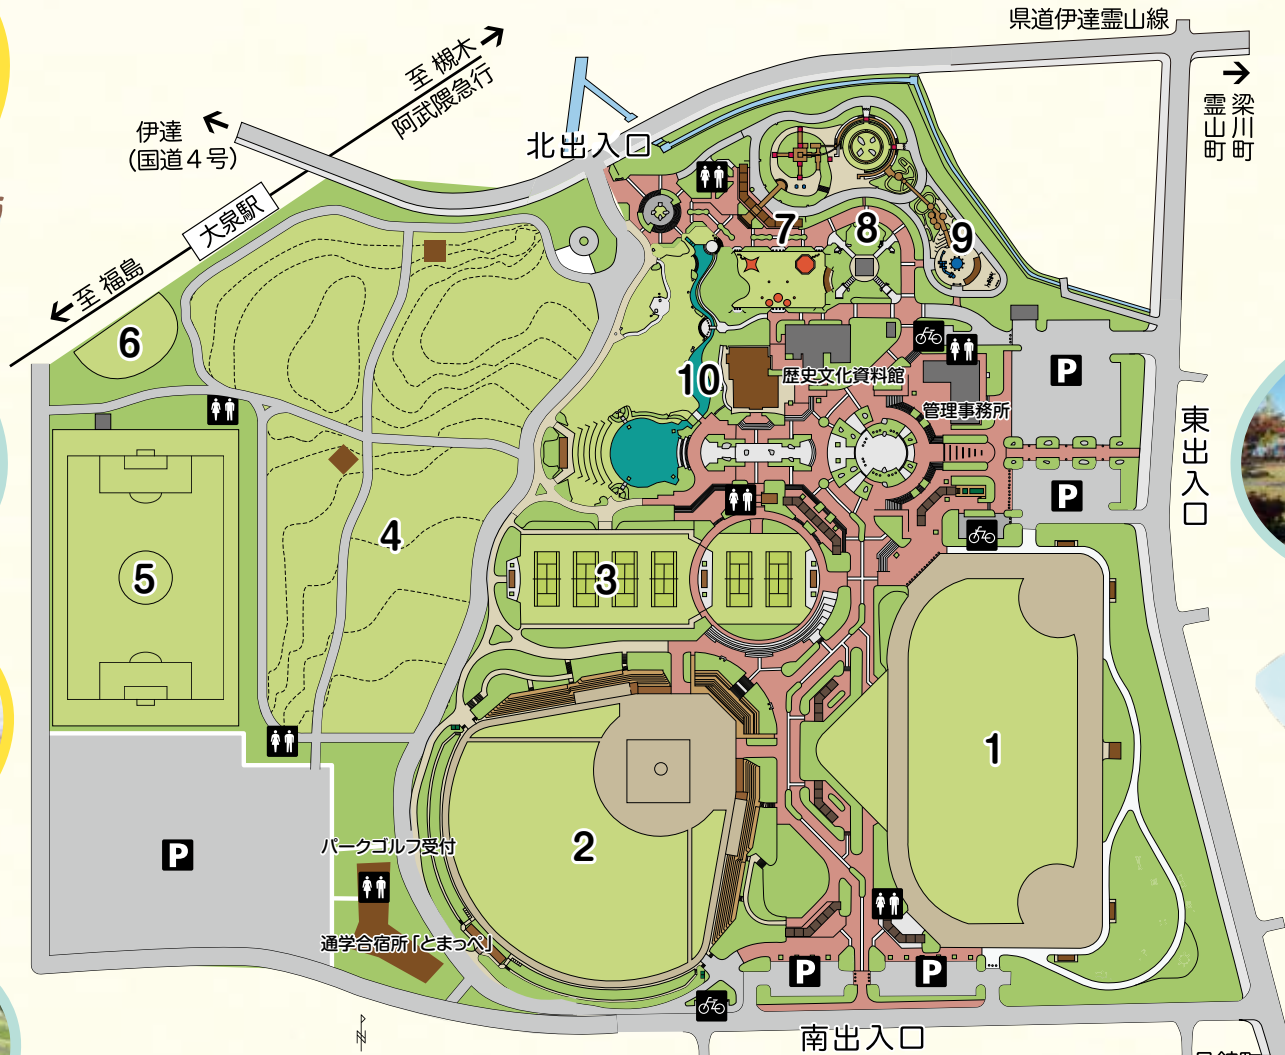 県道伊達霊山線
至 槻木
阿武隈急行
梁川町
霊山町
伊達
(国道４号)
北出入口
大泉駅
至 福島
7
8
9
6
10
歴史文化資料館
P
管理事務所
東出入口
P
4
5
3
1
2
P
パークゴルフ受付
通学合宿所「とまっぺ」
P
P
N
南出入口